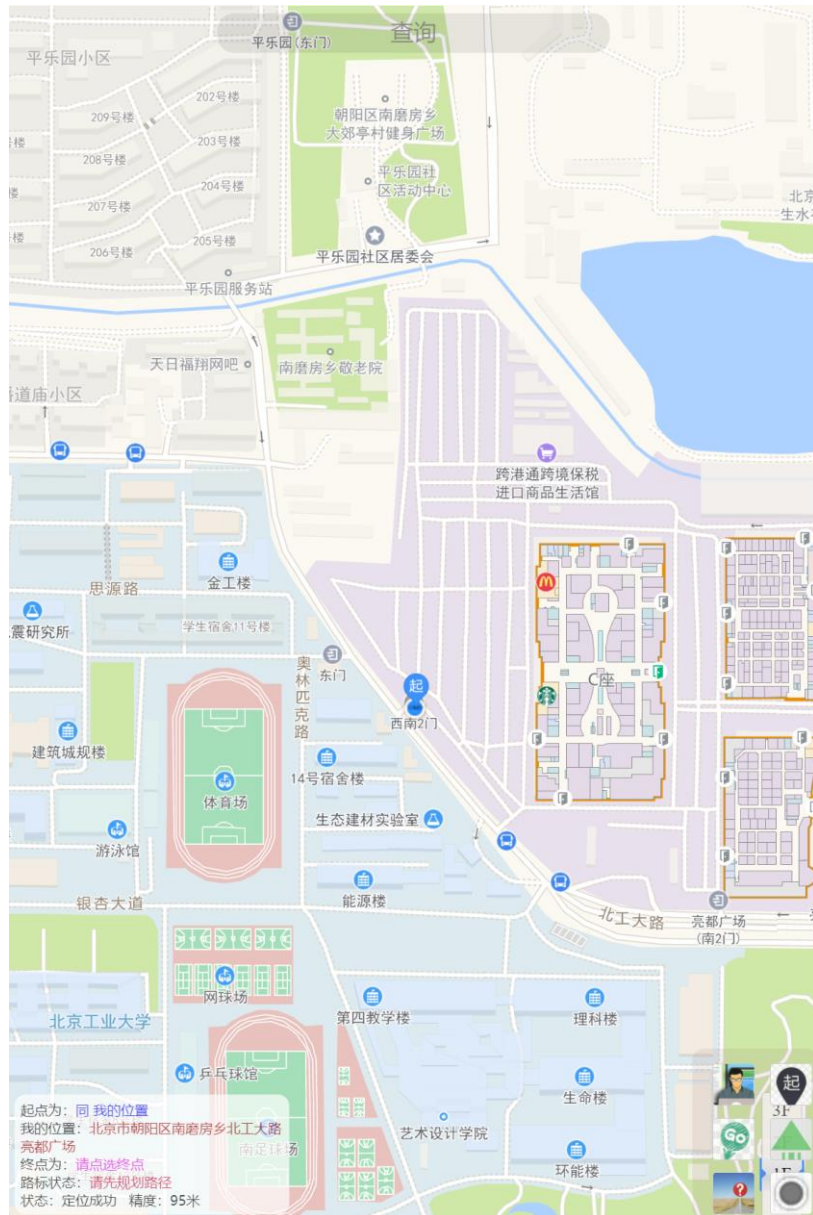 查询
平乐园(东门)
平乐园小区
202号楼
209号楼
朝阳区南磨房乡
大郊亭村健身广场
号楼
203号楼
208号楼
平乐园社
区活动中心
204号楼
207号楼
北京
生水
号楼
205号楼
206号楼
平乐园社区居委会
平乐园服务站
天日福翔网吧
南磨房乡敬老院
道庙小区
跨港通跨境保税
进口商品生活馆
金工楼
思源路
震研究所
学生宿舍11号楼
东门
奥林匹克路
起
C座
西南2门
建筑城规楼
14号宿舍楼
体育场
生态建材实验室
游泳馆
能源楼
银杏大道
北工大路
亮都广场
(南2门)
网球场
第四教学楼
理科楼
北京工业大学
乒乓球馆
生命楼
起
3F
起点为：同 我的位置
我的位置：北京市朝阳区南磨房乡北工大路
亮都广场
艺术设计学院
Go
南足球场
终点为：请点选终点
路标状态：请先规划路径
环能楼
1F
状态：定位成功 精度：95米